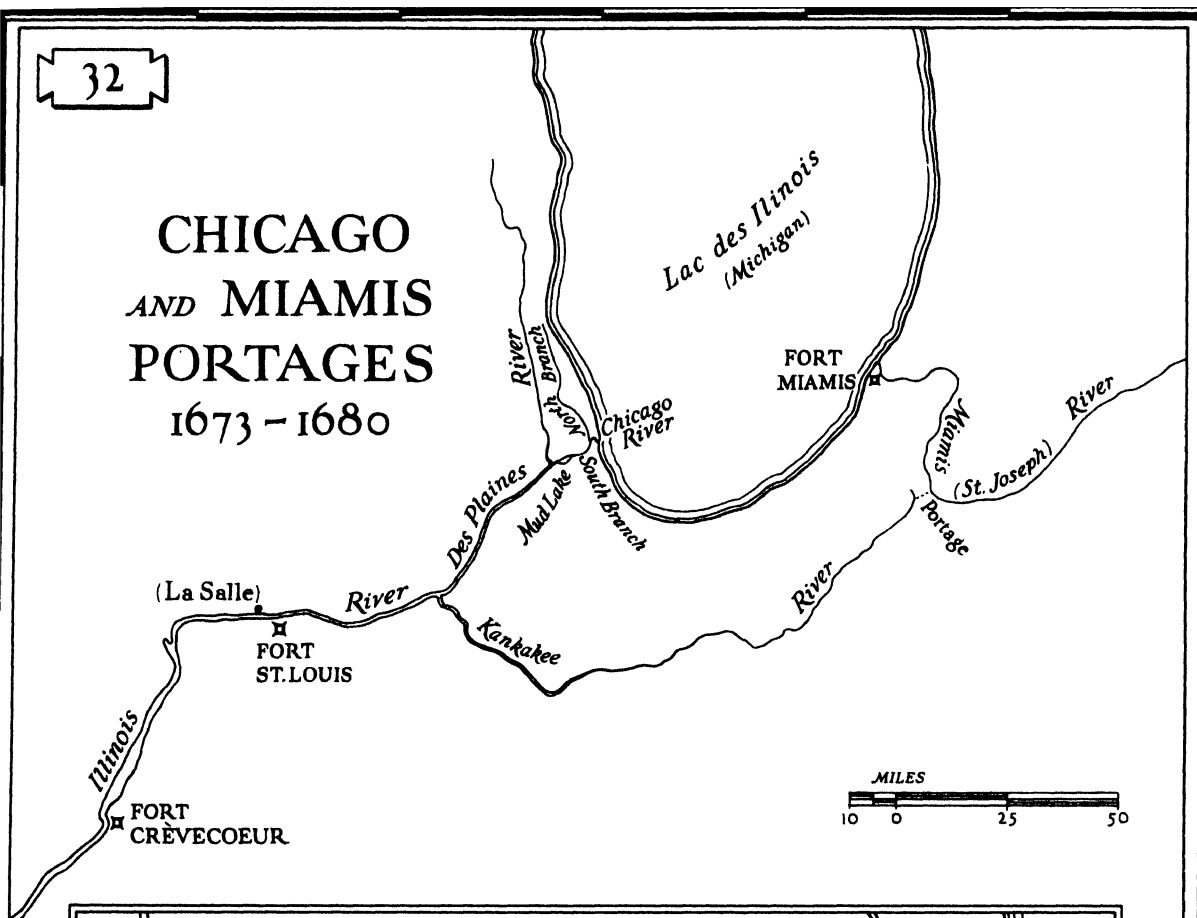 32
CHICAGO
AND MIAMIS
PORTAGES
1673 – 1680
Lac des Ilinois
(Michigan)
FORT
MIAMIS
River
North Branch
Chicago
River
South Branch
Mud Lake
Des Plaines
Miamis
(St. Joseph)
River
Portage
River
Kankakee
River
(La Salle)
FORT
ST. LOUIS
Illinois
FORT
CRÈVECOEUR
MILES
10 0 25 50